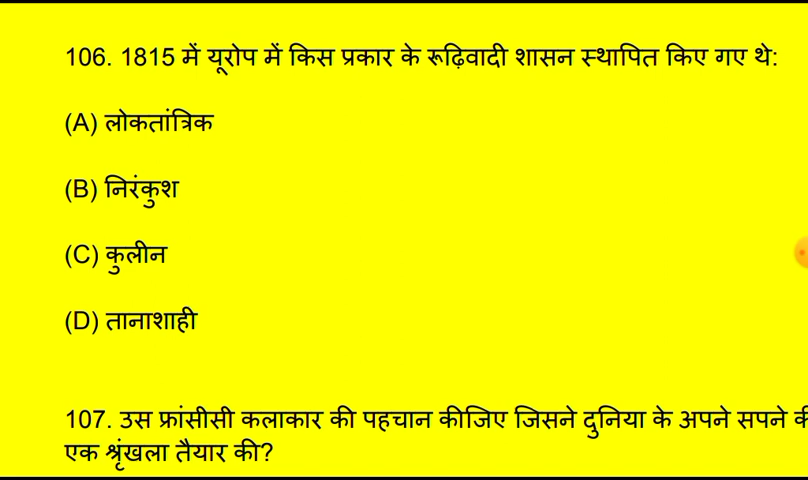 106. 1815 में यूरोप में किस प्रकार के रूढ़िवादी शासन स्थापित किए गए थे:
(A) लोकतांत्रिक
(B) निरंकुश
(C) कुलीन
(D) तानाशाही
107. उस फ्रांसीसी कलाकार की पहचान कीजिए जिसने दुनिया के अपने सपने की
एक श्रृंखला तैयार की?